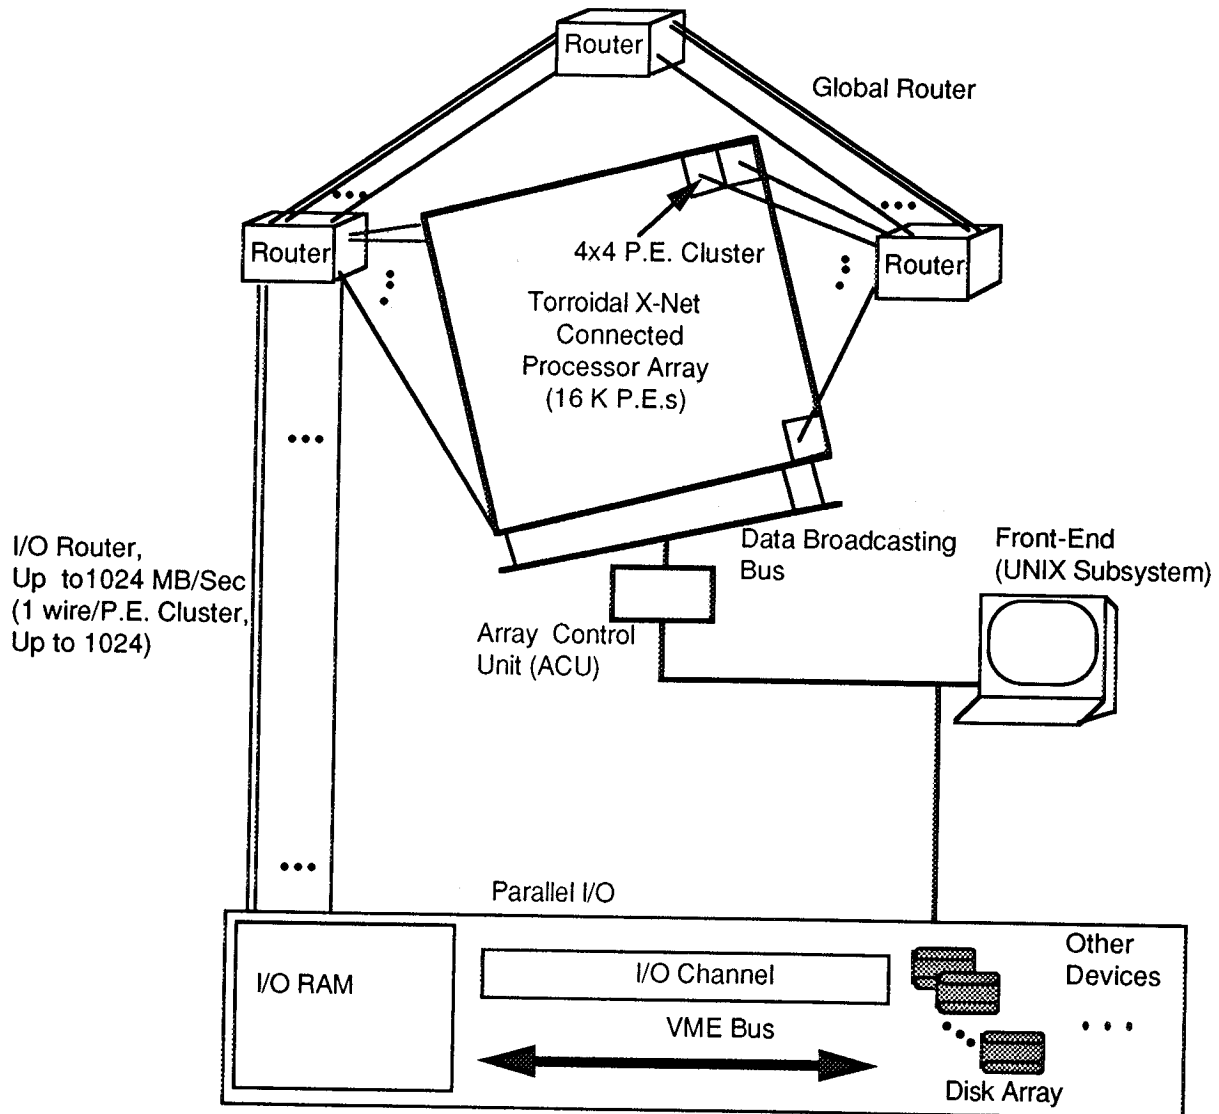 Router
Global Router
Router
4x4 P.E. Cluster
Router
Torroidal X-Net
Connected
Processor Array
(16 K P.E.s)
I/O Router,
Up to1024 MB/Sec
(1 wire/P.E. Cluster,
Up to 1024)
Data Broadcasting
Bus
Front-End
(UNIX Subsystem)
Array Control
Unit (ACU)
Parallel I/O
I/O RAM
I/O Channel
Other
Devices
VME Bus
Disk Array